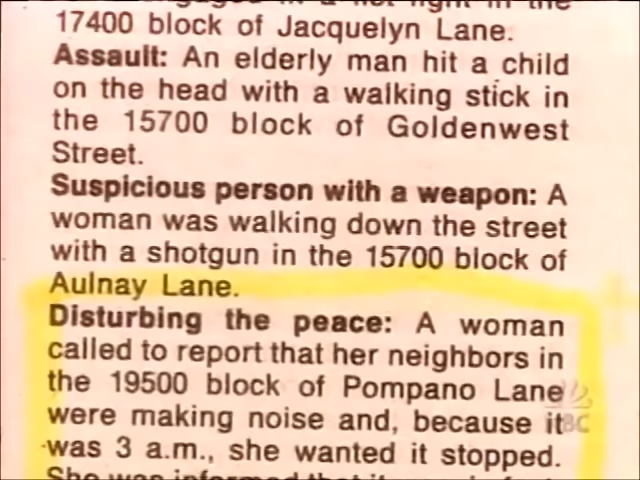 17400 block of Jacquelyn Lane.
Assault: An elderly man hit a child
on the head with a walking stick in
the 15700 block of Goldenwest
Street.
Suspicious person with a weapon: A
woman was walking down the street
with a shotgun in the 15700 block of
Aulnay Lane.
Disturbing the peace: A woman
called to report that her neighbors in
the 19500 block of Pompano Lane
were making noise and, because it
was 3 a.m., she wanted it stopped.